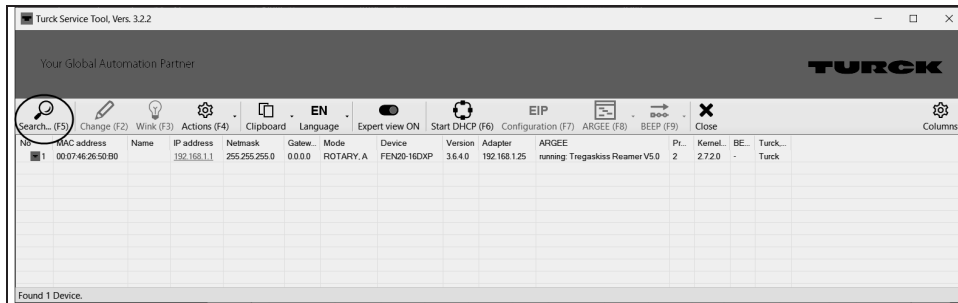 Turck Service Tool, Vers. 3.2.2
Your Global Automation Partner
TURCK
Search... (F5) Change (F2) Wink (F3) Actions (F4) Clipboard EN Language Expert view ON Start DHCP (F6) EIP Configuration (F7) ARGEE (F8) BEEP (F9) Close Columns
No MAC address Name IP address Netmask Gatew... Mode Device Version Adapter ARGEE Pr... Kernel... BE... Turck,...
1 00:07:46:26:50:B0 192.168.1.1 255.255.255.0 0.0.0.0 ROTARY, A FEN20-16DXP 3.6.4.0 192.168.1.25 running: Tregaskiss Reamer V5.0 2 2.7.2.0 - Turck
Found 1 Device.